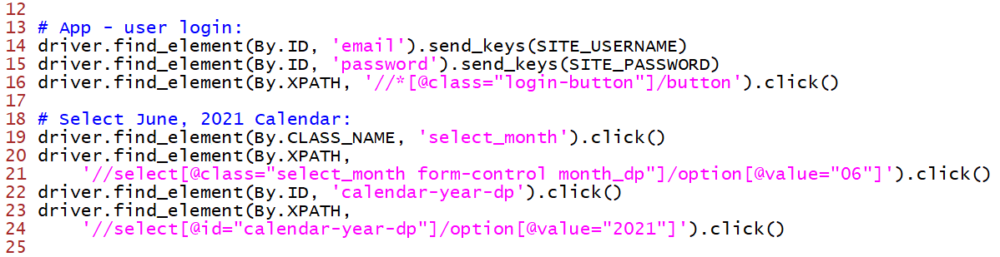 12
13 # App - user login:
14 driver.find_element(By.ID, 'email').send_keys(SITE_USERNAME)
15 driver.find_element(By.ID, 'password').send_keys(SITE_PASSWORD)
16 driver.find_element(By.XPATH, '//*[@class="login-button"]/button').click()
17
18 # Select June, 2021 Calendar:
19 driver.find_element(By.CLASS_NAME, 'select_month').click()
20 driver.find_element(By.XPATH,
21     '//select[@class="select_month form-control month_dp"]/option[@value="06"]').click()
22 driver.find_element(By.ID, 'calendar-year-dp').click()
23 driver.find_element(By.XPATH,
24     '//select[@id="calendar-year-dp"]/option[@value="2021"]').click()
25